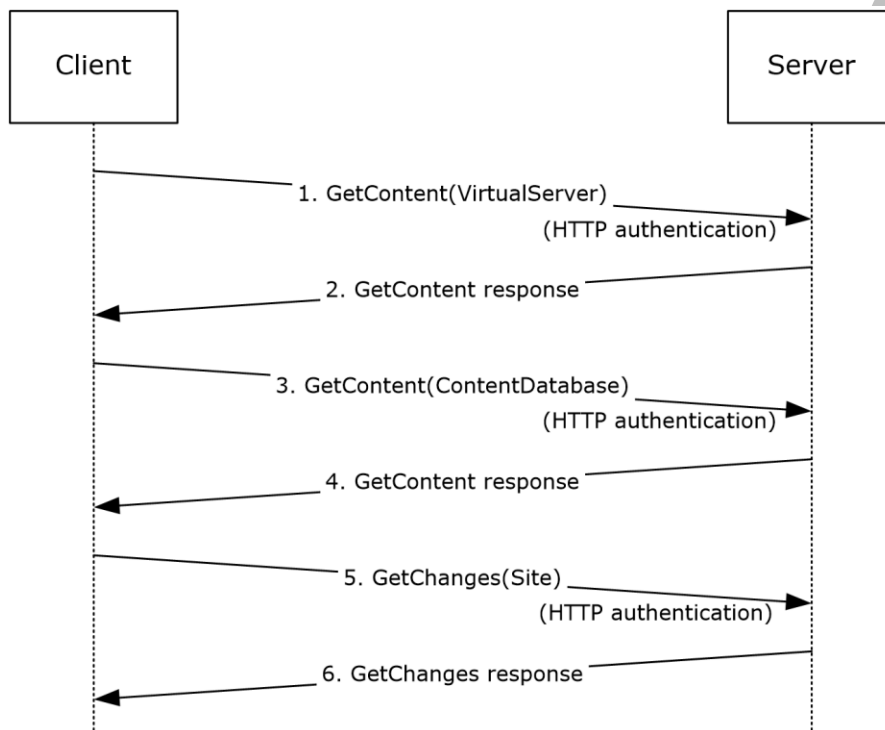 Client
Server
1. GetContent(VirtualServer)
(HTTP authentication)
2. GetContent response
3. GetContent(ContentDatabase)
(HTTP authentication)
4. GetContent response
5. GetChanges(Site)
(HTTP authentication)
6. GetChanges response